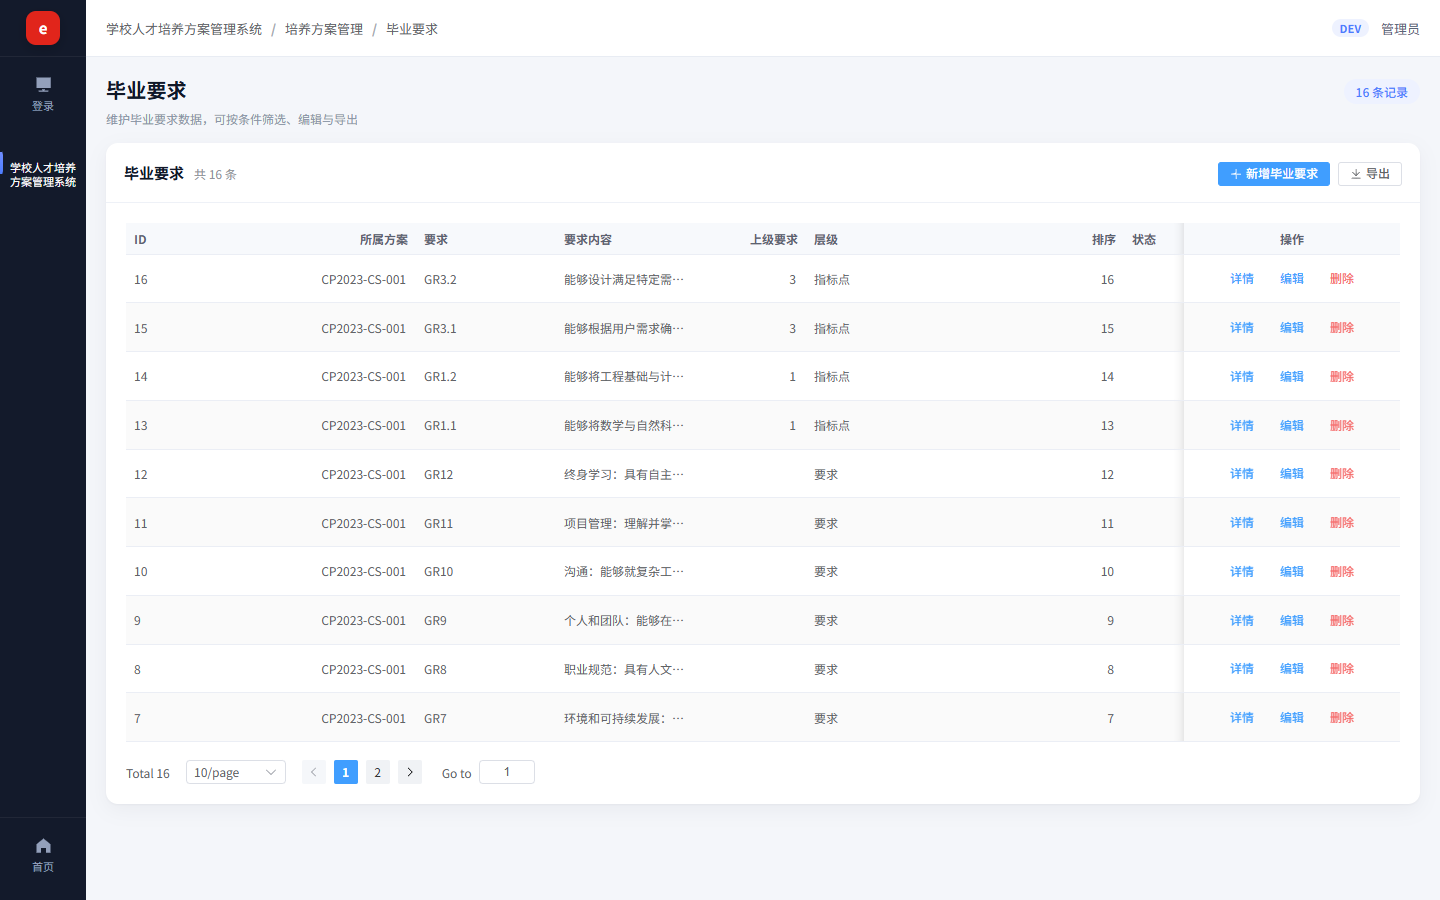 e
登录
学校人才培养
方案管理系统
首页
学校人才培养方案管理系统 / 培养方案管理 / 毕业要求
DEV 管理员
毕业要求
16 条记录
维护毕业要求数据，可按条件筛选、编辑与导出
毕业要求 共 16 条
新增毕业要求 导出
ID 所属方案 要求 要求内容 上级要求 层级 排序 状态 操作
16 CP2023-CS-001 GR3.2 能够设计满足特定需… 3 指标点 16 详情 编辑 删除
15 CP2023-CS-001 GR3.1 能够根据用户需求确… 3 指标点 15 详情 编辑 删除
14 CP2023-CS-001 GR1.2 能够将工程基础与计… 1 指标点 14 详情 编辑 删除
13 CP2023-CS-001 GR1.1 能够将数学与自然科… 1 指标点 13 详情 编辑 删除
12 CP2023-CS-001 GR12 终身学习：具有自主… 要求 12 详情 编辑 删除
11 CP2023-CS-001 GR11 项目管理：理解并掌… 要求 11 详情 编辑 删除
10 CP2023-CS-001 GR10 沟通：能够就复杂工… 要求 10 详情 编辑 删除
9 CP2023-CS-001 GR9 个人和团队：能够在… 要求 9 详情 编辑 删除
8 CP2023-CS-001 GR8 职业规范：具有人文… 要求 8 详情 编辑 删除
7 CP2023-CS-001 GR7 环境和可持续发展：… 要求 7 详情 编辑 删除
Total 16 10/page 1 2 Go to 1